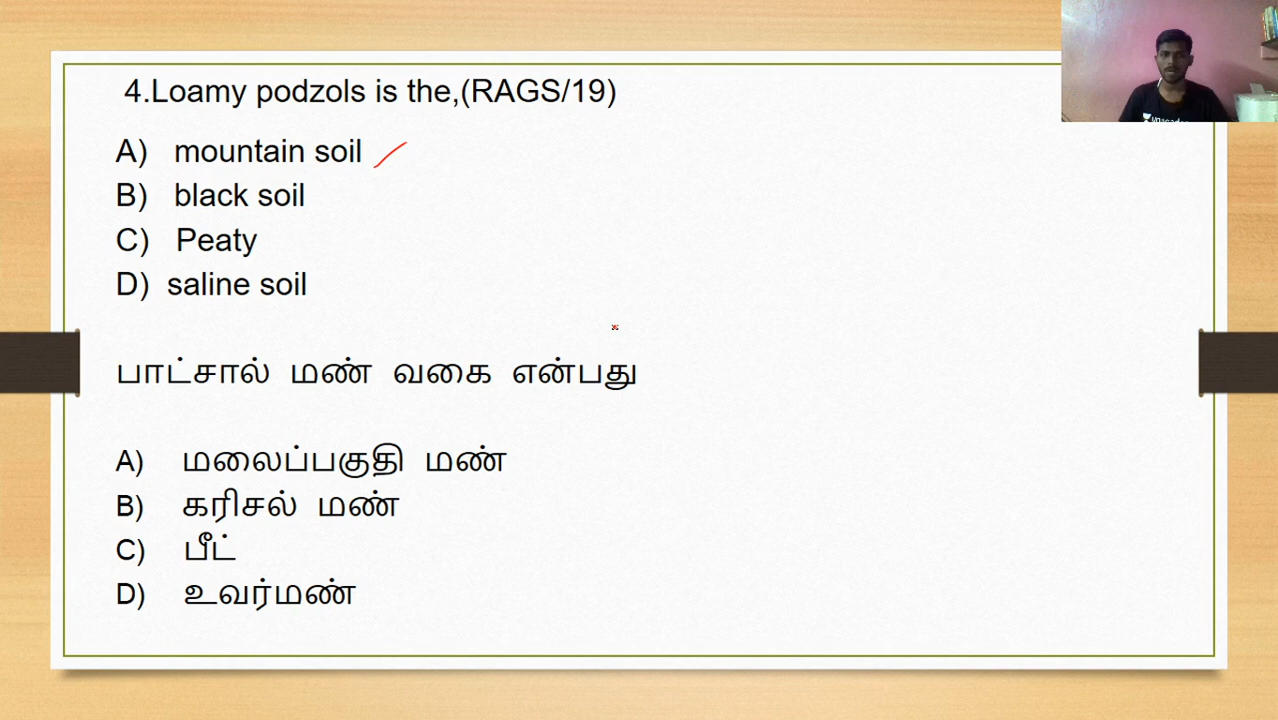 4.Loamy podzols is the,(RAGS/19)
A) mountain soil
B) black soil
C) Peaty
D) saline soil
பாட்சால் மண் வகை என்பது
A) மலைப்பகுதி மண்
B) கரிசல் மண்
C) பீட்
D) உவர்மண்